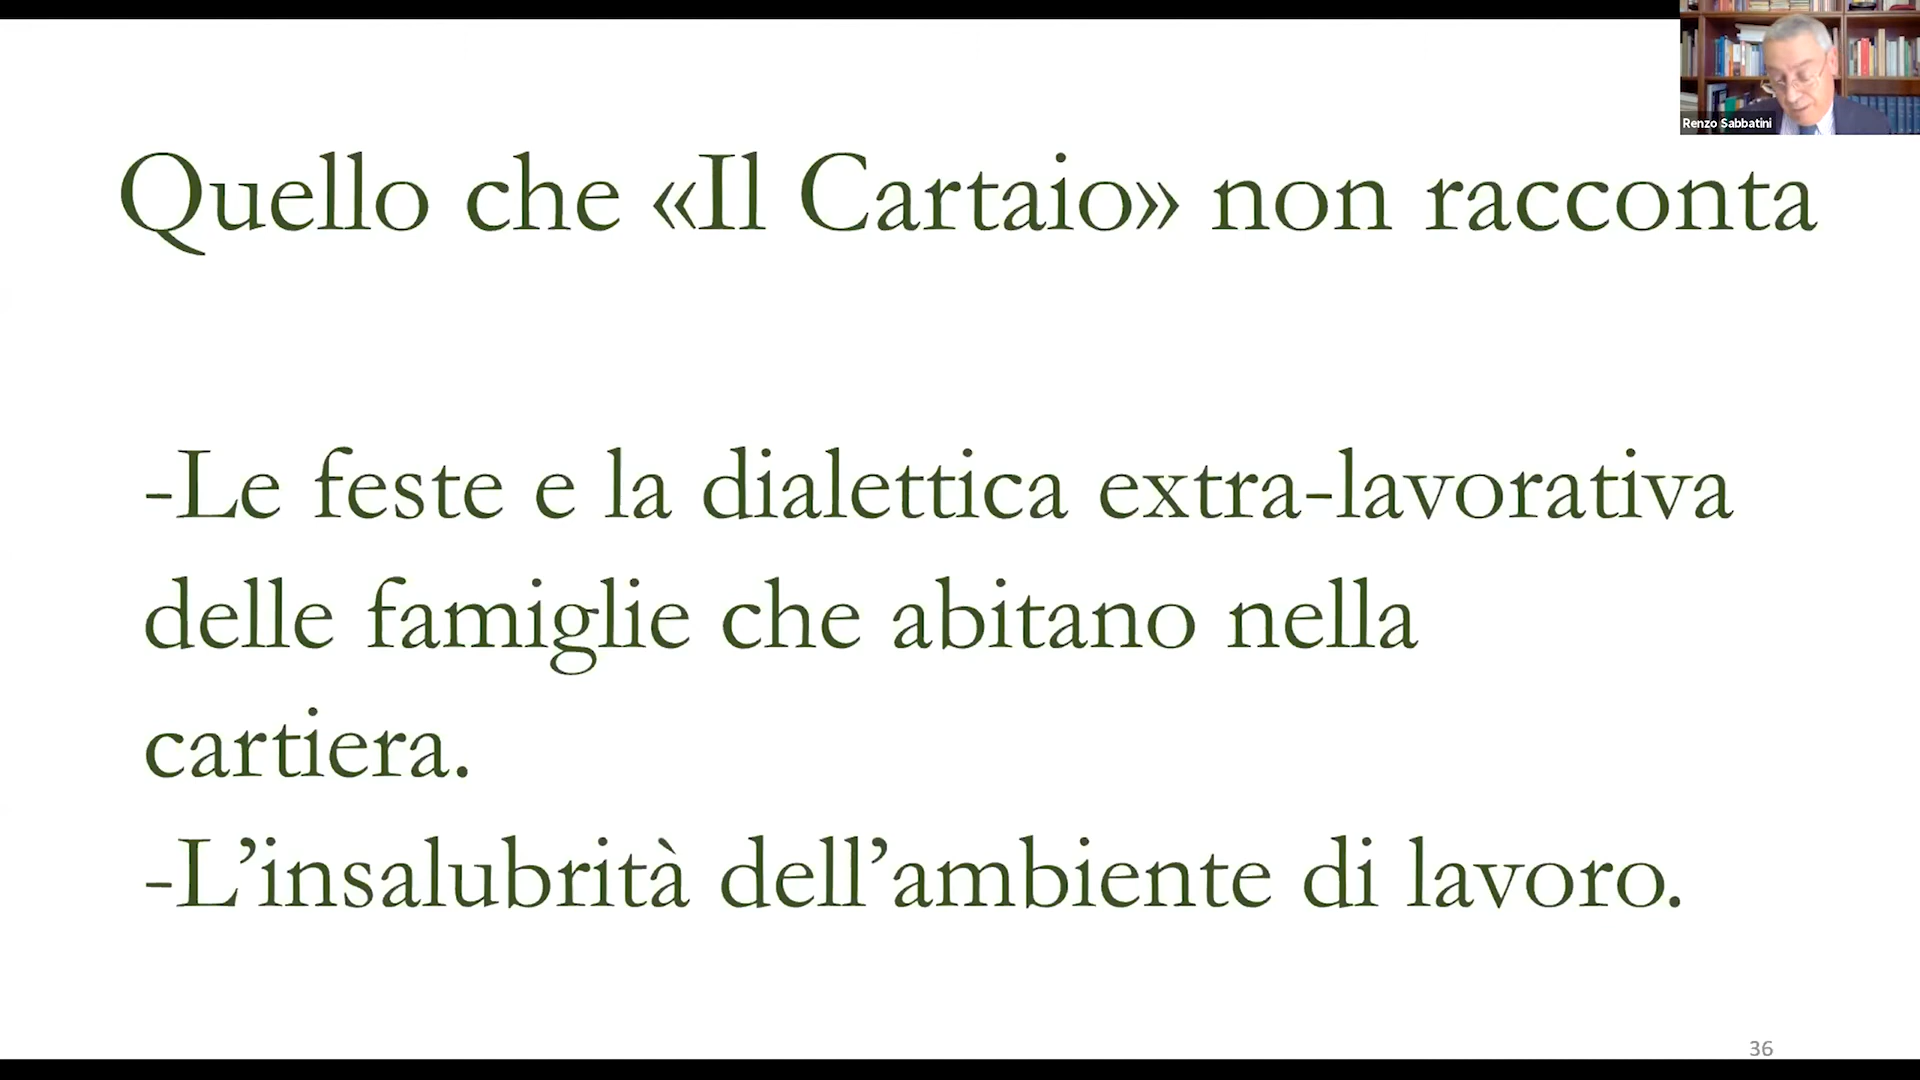 Renzo Sabbatini
Quello che «Il Cartaio» non racconta
-Le feste e la dialettica extra-lavorativa
delle famiglie che abitano nella
cartiera.
-L’insalubrità dell’ambiente di lavoro.
36